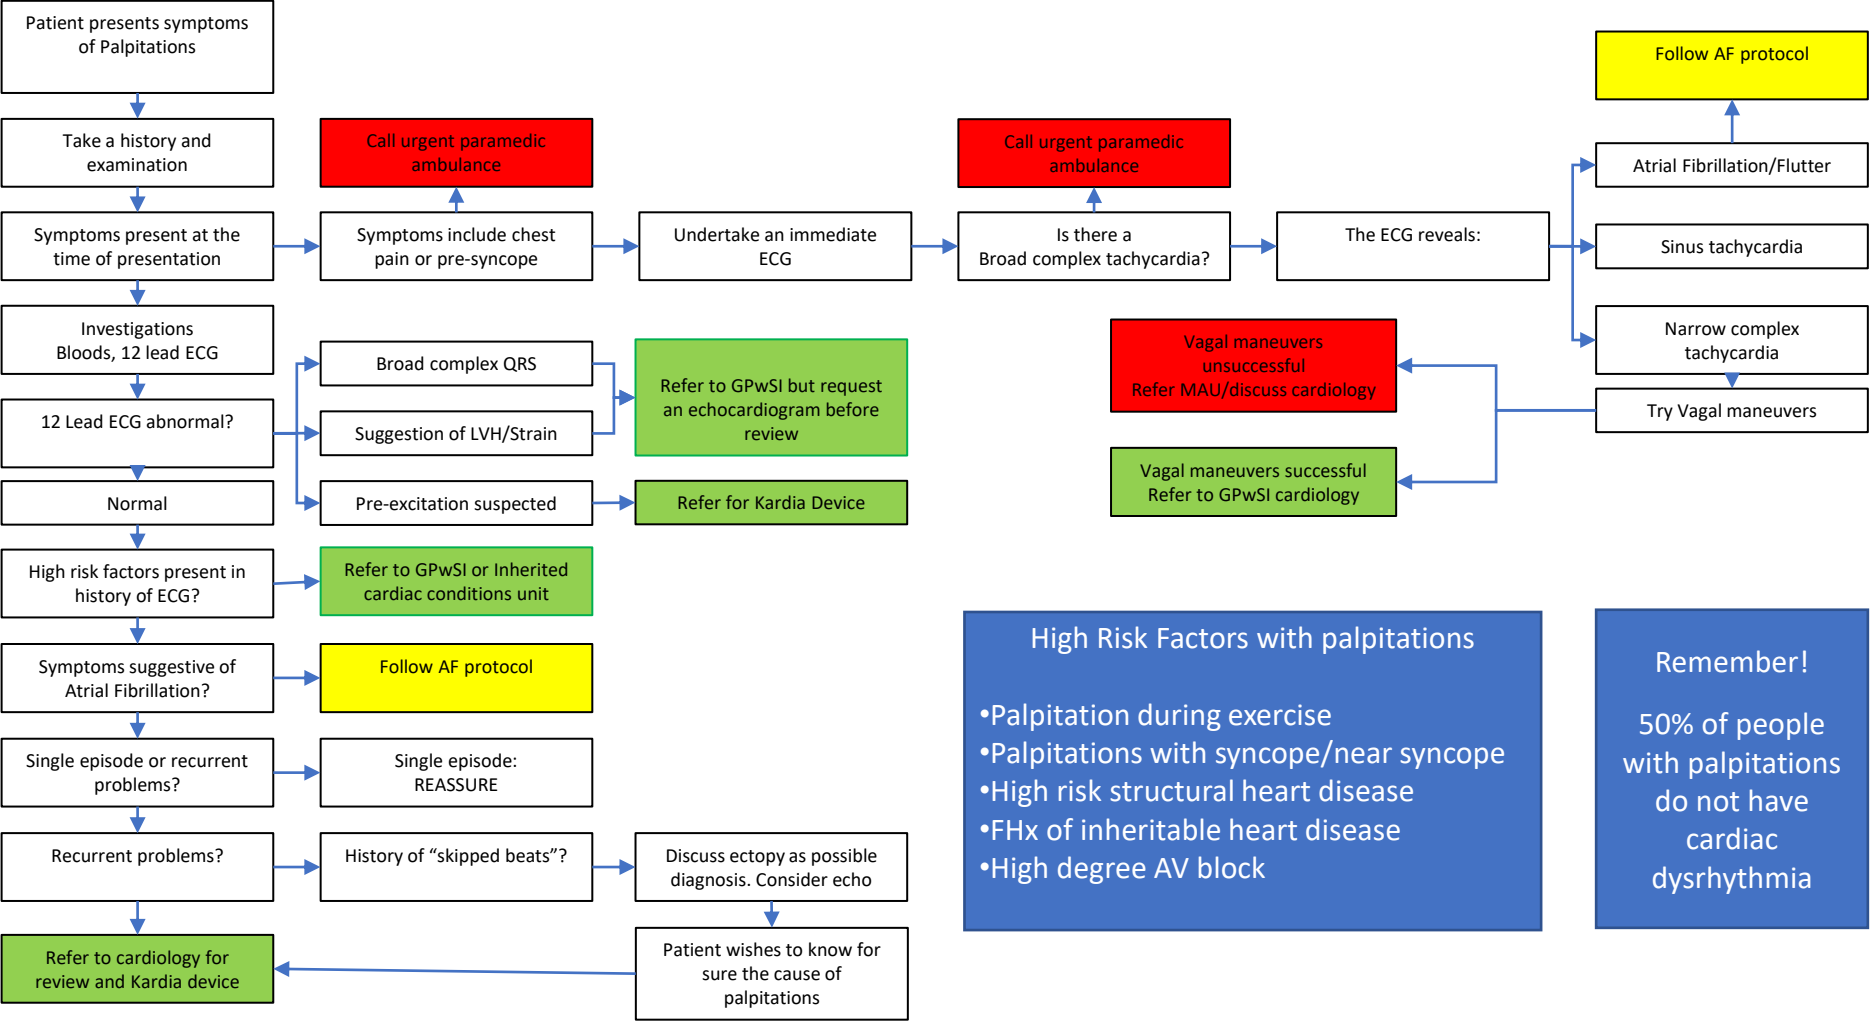 Patient presents symptoms
of Palpitations
Follow AF protocol
Take a history and
examination
Call urgent paramedic
ambulance
Call urgent paramedic
ambulance
Atrial Fibrillation/Flutter
Symptoms present at the
time of presentation
Symptoms include chest
pain or pre-syncope
Undertake an immediate
ECG
Is there a
Broad complex tachycardia?
The ECG reveals:
Sinus tachycardia
Investigations
Bloods, 12 lead ECG
Broad complex QRS
Refer to GPwSI but request
an echocardiogram before
review
Vagal maneuvers
unsuccessful
Refer MAU/discuss cardiology
Narrow complex
tachycardia
Try Vagal maneuvers
12 Lead ECG abnormal?
Suggestion of LVH/Strain
Vagal maneuvers successful
Refer to GPwSI cardiology
Normal
Pre-excitation suspected
Refer for Kardia Device
High risk factors present in
history of ECG?
Refer to GPwSI or Inherited
cardiac conditions unit
Symptoms suggestive of
Atrial Fibrillation?
Follow AF protocol
Single episode or recurrent
problems?
Single episode:
REASSURE
Recurrent problems?
History of “skipped beats”?
Discuss ectopy as possible
diagnosis. Consider echo
Refer to cardiology for
review and Kardia device
Patient wishes to know for
sure the cause of
palpitations
High Risk Factors with palpitations
•Palpitation during exercise
•Palpitations with syncope/near syncope
•High risk structural heart disease
•FHx of inheritable heart disease
•High degree AV block
Remember!
50% of people
with palpitations
do not have
cardiac
dysrhythmia